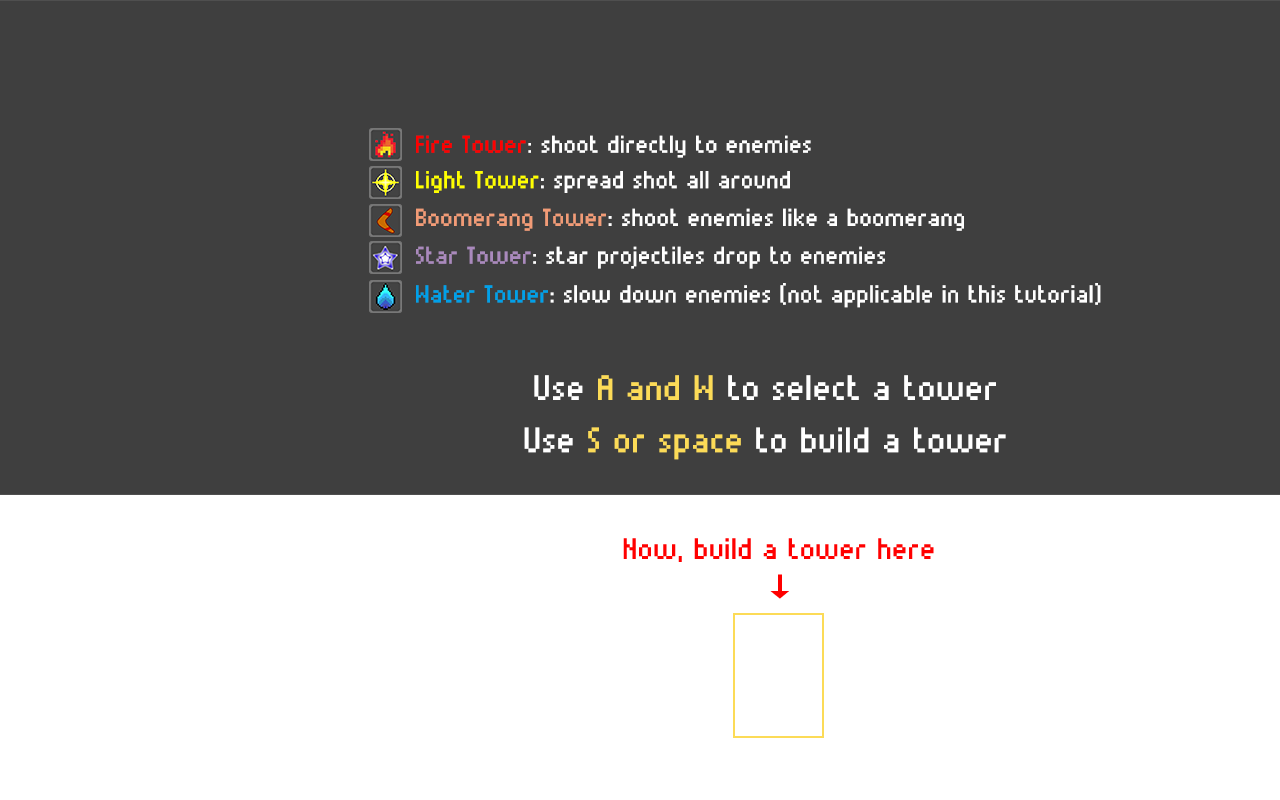 Fire Tower: shoot directly to enemies
Light Tower: spread shot all around
Boomerang Tower: shoot enemies like a boomerang
Star Tower: star projectiles drop to enemies
Water Tower: slow down enemies (not applicable in this tutorial)
Use A and W to select a tower
Use S or space to build a tower
Now, build a tower here